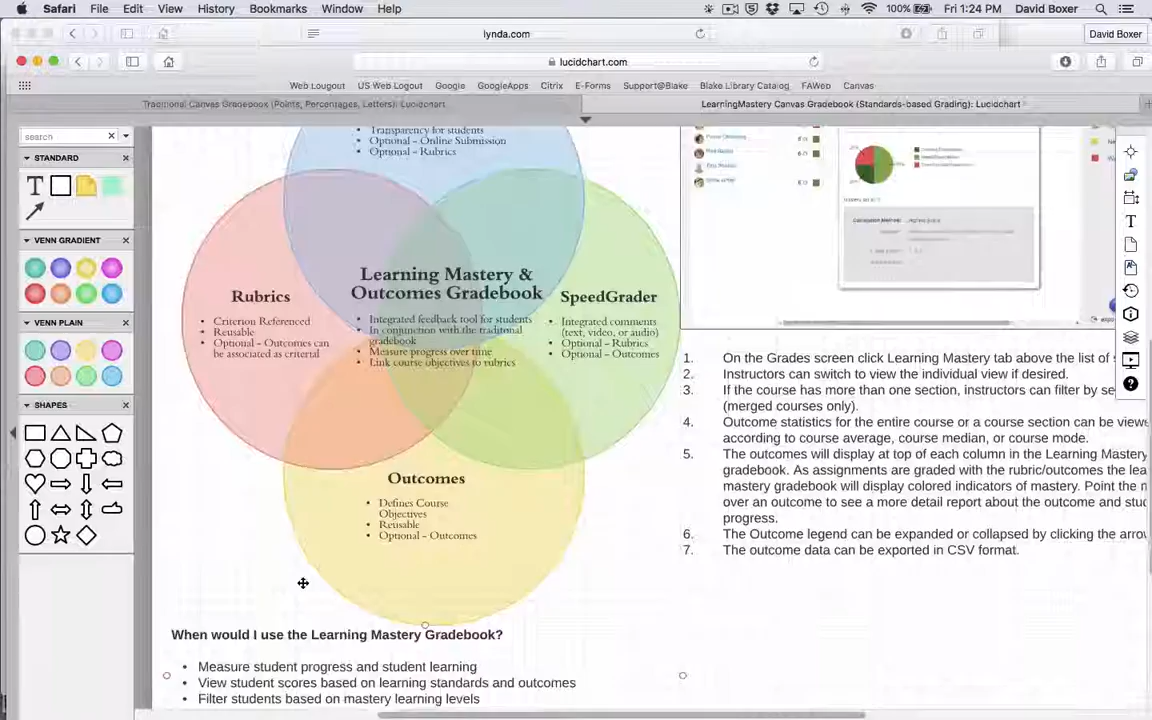 Safari File Edit View History Bookmarks Window Help 100% Fri 1:24 PM David Boxer
lynda.com David Boxer
lucidchart.com
Web Logout US Web Logout Google GoogleApps Citrix E-Forms Support@Blake Blake Library Catalog FAWeb Canvas
Traditional Canvas Gradebook (Points, Percentages, Letters): Lucidchart LearningMastery Canvas Gradebook (Standards-based Grading): Lucidchart
search
STANDARD
T
VENN GRADIENT
VENN PLAIN
SHAPES
• Transparency for students
• Optional - Online Submission
• Optional - Rubrics
Rubrics
• Criterion Referenced
• Reusable
• Optional - Outcomes can
be associated as criterial
Learning Mastery &
Outcomes Gradebook
• Integrated feedback tool for students
• In conjunction with the traditonal
gradebook
• Measure progress over time
• Link course objectives to rubrics
SpeedGrader
• Integrated comments
(text, video, or audio)
• Optional - Rubrics
• Optional - Outcomes
Outcomes
• Defines Course
Objectives
• Reusable
• Optional - Outcomes
When would I use the Learning Mastery Gradebook?
• Measure student progress and student learning
• View student scores based on learning standards and outcomes
• Filter students based on mastery learning levels
1. On the Grades screen click Learning Mastery tab above the list of
2. Instructors can switch to view the individual view if desired.
3. If the course has more than one section, instructors can filter by se
(merged courses only).
4. Outcome statistics for the entire course or a course section can be view
according to course average, course median, or course mode.
5. The outcomes will display at top of each column in the Learning Mastery
gradebook. As assignments are graded with the rubric/outcomes the lea
mastery gradebook will display colored indicators of mastery. Point the
over an outcome to see a more detail report about the outcome and stud
progress.
6. The Outcome legend can be expanded or collapsed by clicking the arro
7. The outcome data can be exported in CSV format.
T